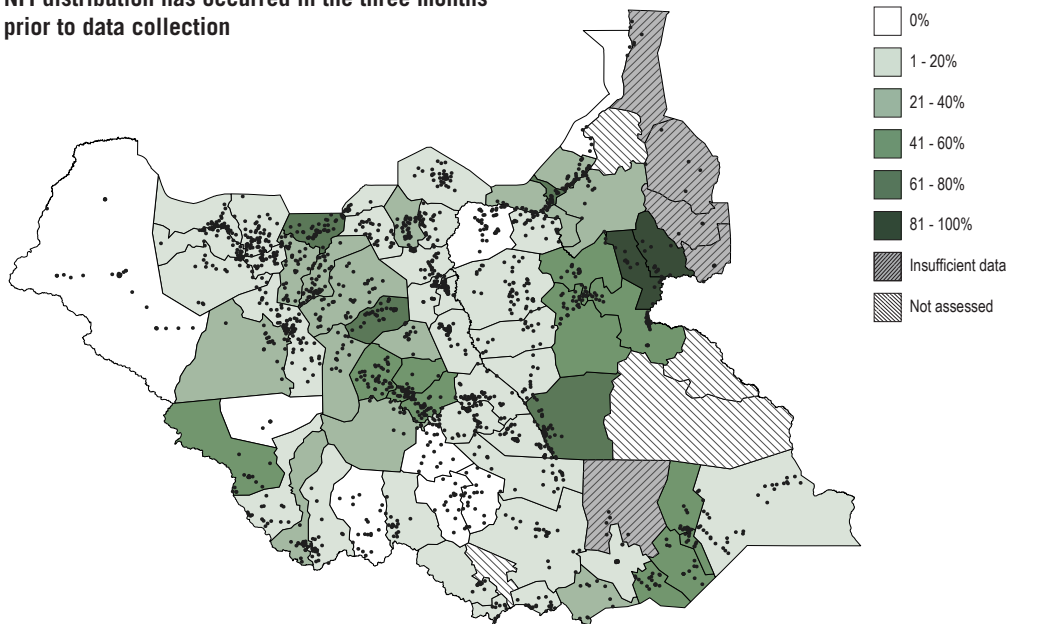 NFI distribution has occurred in the three months
prior to data collection
0%
1 - 20%
21 - 40%
41 - 60%
61 - 80%
81 - 100%
Insufficient data
Not assessed